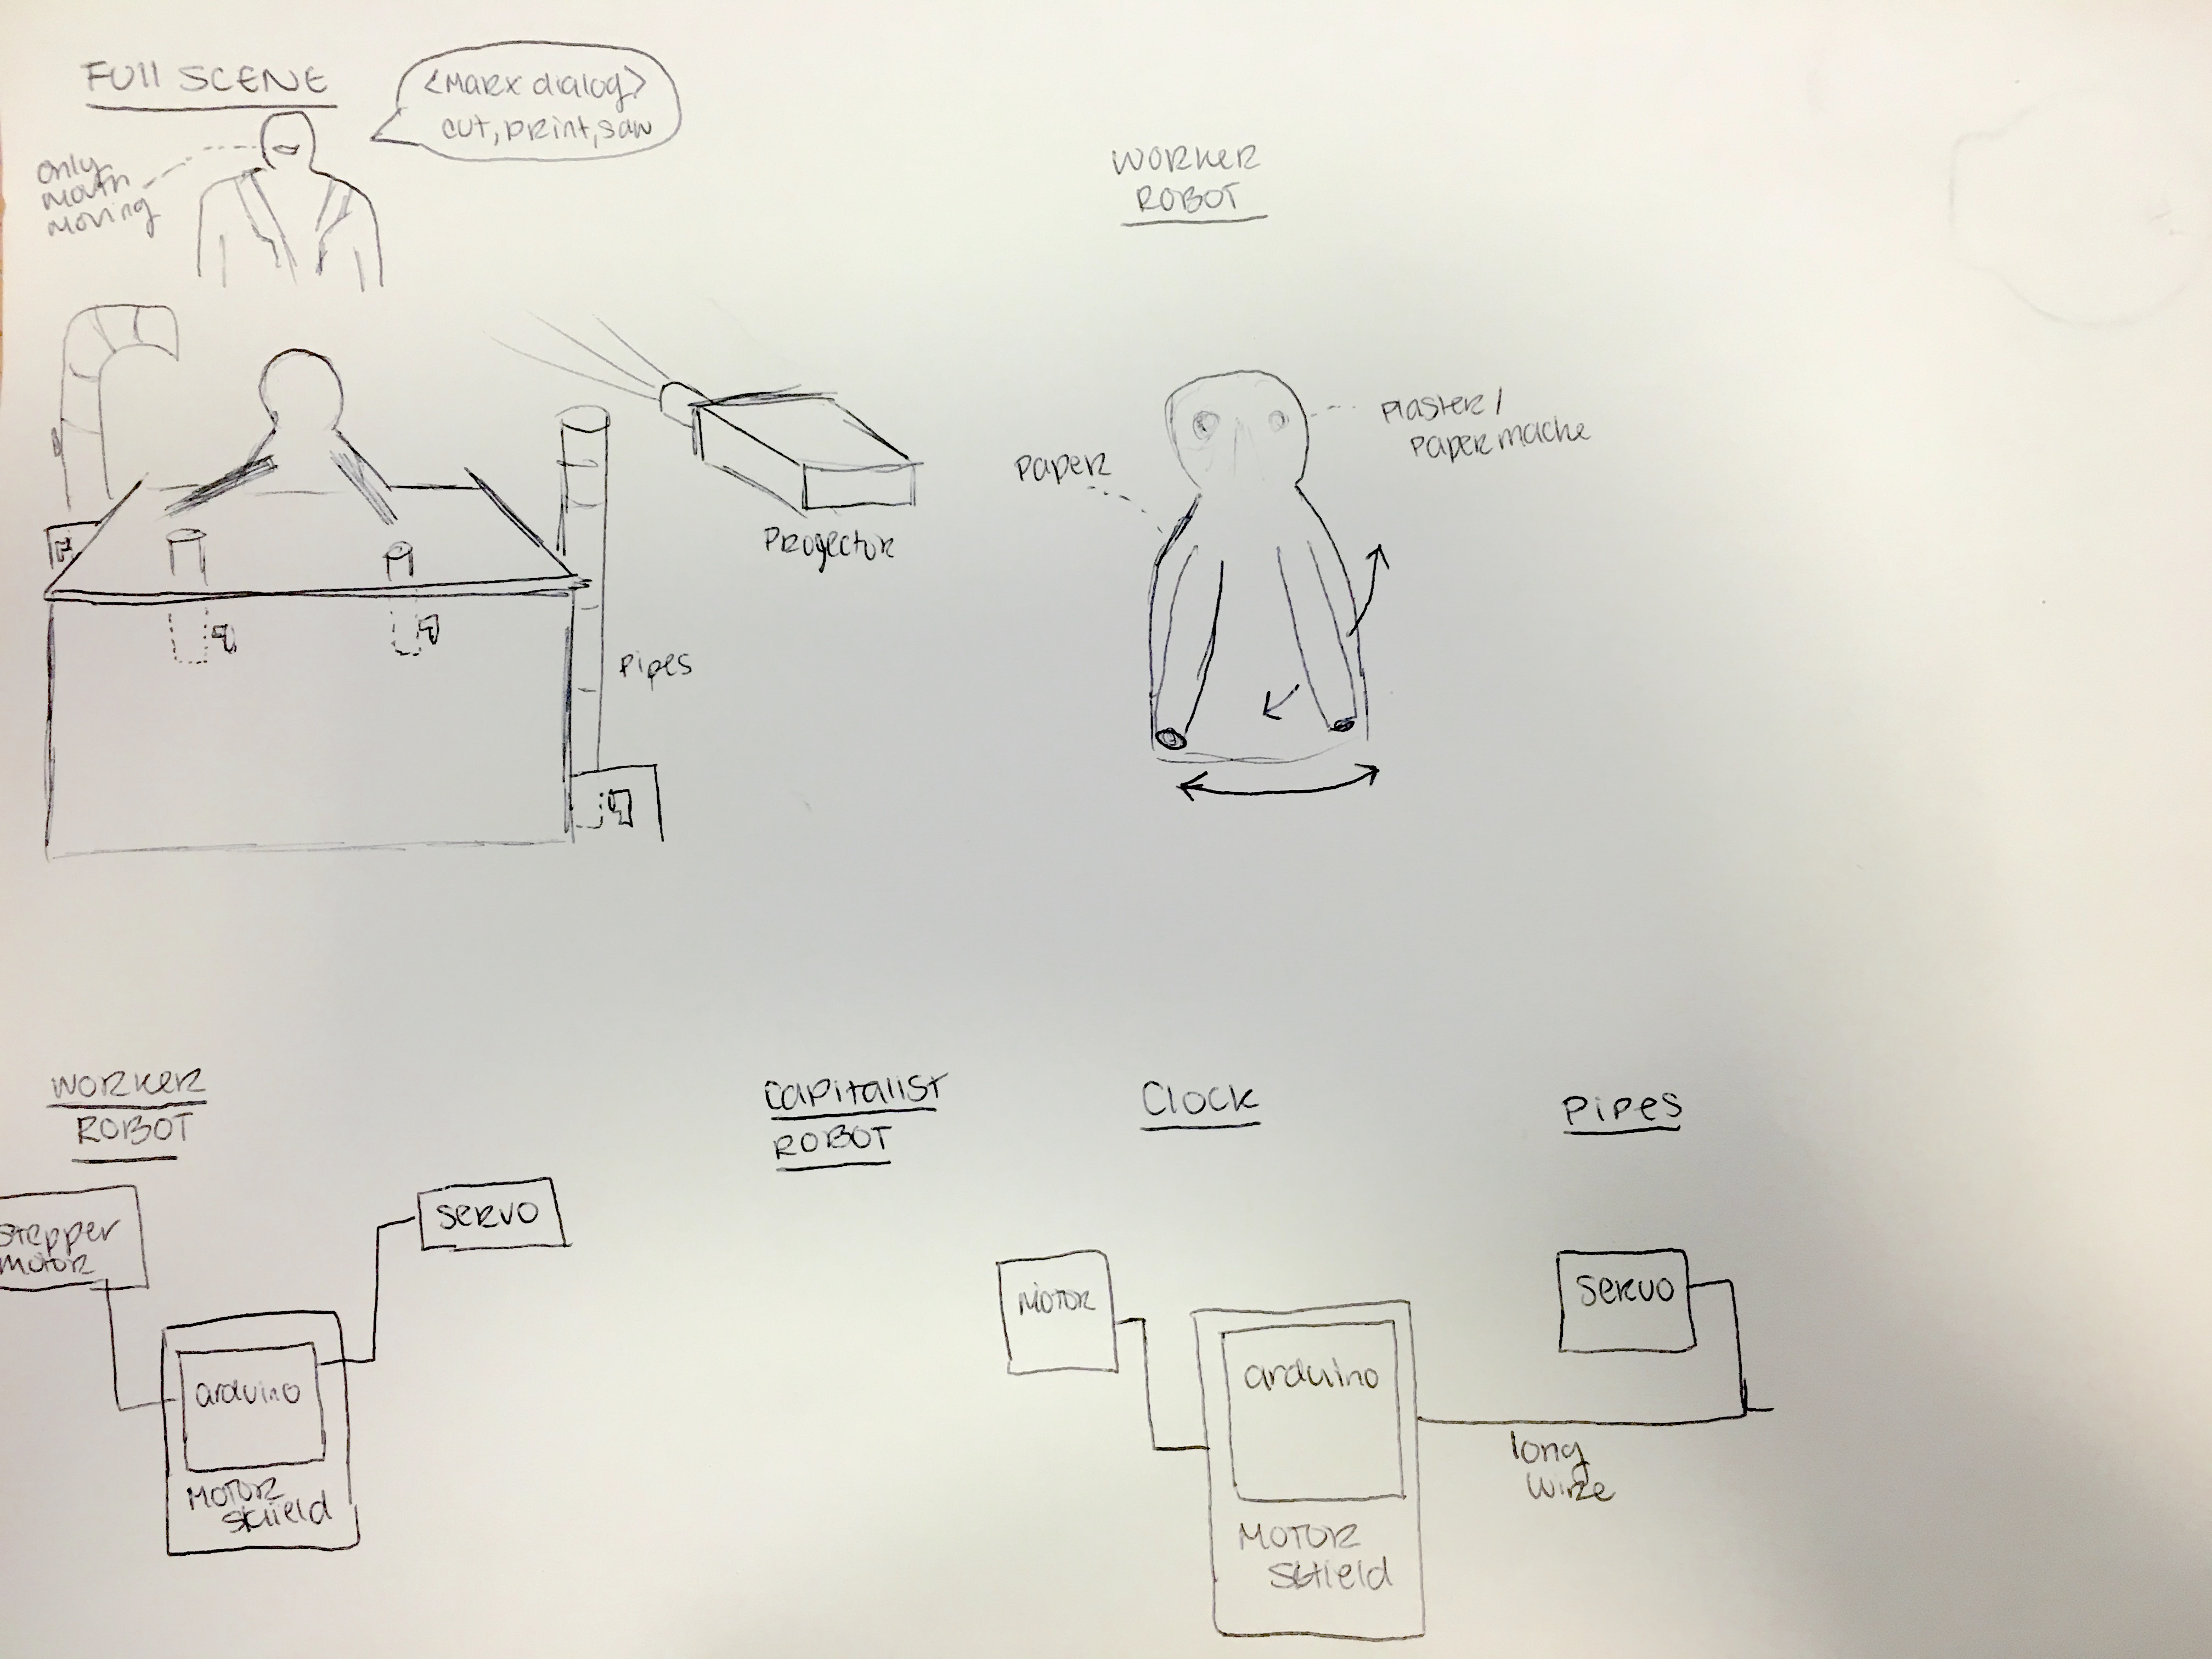 Full SCENE
<Marx dialog>
cut, print, saw
only
mouth
moving
WORKER
ROBOT
Plaster /
Paper mache
Paper
Progector
Pipes
WORKER
ROBOT
Capitalist
ROBOT
Clock
Pipes
stepper
motor
servo
arduino
MOTOR
shield
MOTOR
arduino
MOTOR
shield
servo
long
wire